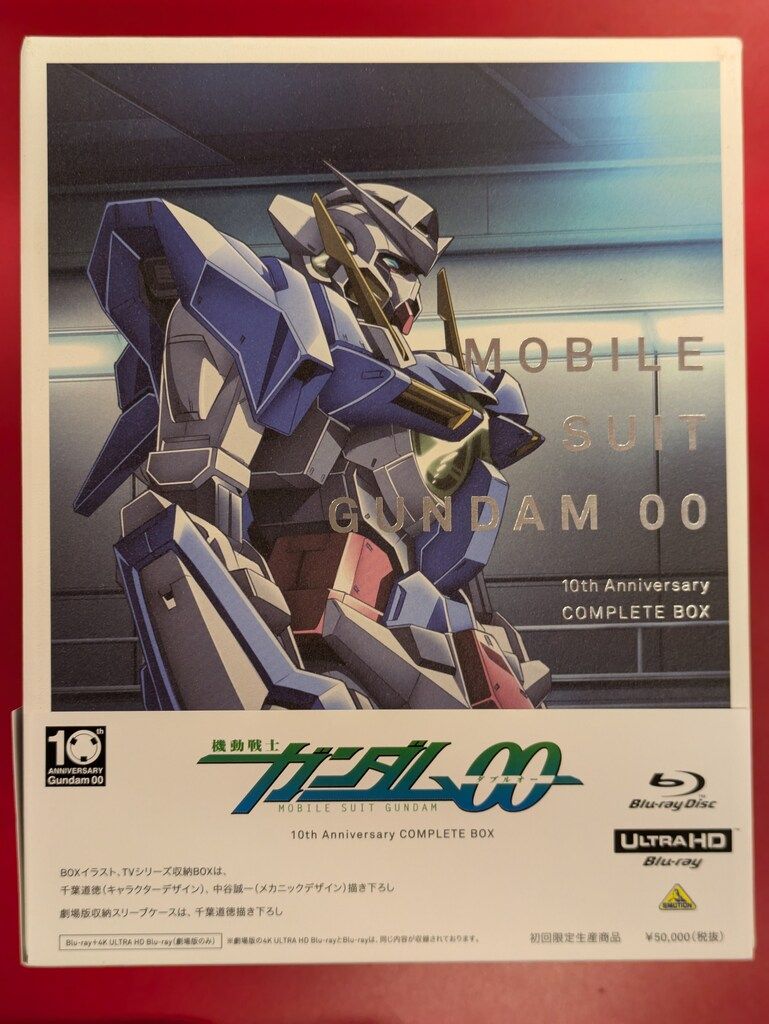 MOBILE
SUIT
GUNDAM 00
10th Anniversary
COMPLETE BOX
10th
ANNIVERSARY
Gundam 00
機動戦士
ガンダム00
ダブルオー
MOBILE SUIT GUNDAM
10th Anniversary COMPLETE BOX
Blu-ray Disc™
ULTRA HD
Blu-ray
BOXイラスト、TVシリーズ収納BOXは、
千葉道徳(キャラクターデザイン)、中谷誠一(メカニックデザイン)描き下ろし
劇場版収納スリーブケースは、千葉道徳描き下ろし
EMOTION
Blu-ray+4K ULTRA HD Blu-ray(劇場版のみ) ※劇場版の4K ULTRA HD Blu-rayとBlu-rayは、同じ内容が収録されております。
初回限定生産商品 ¥50,000(税抜)